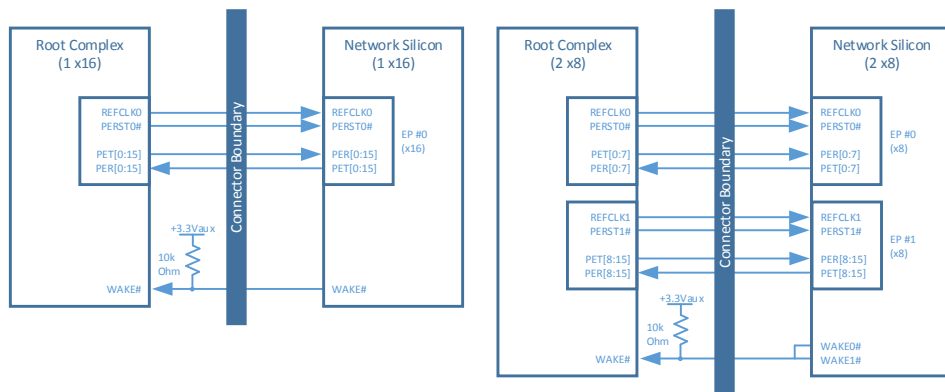 Root Complex
(1 x16)
REFCLK0
PERST0#
PET[0:15]
PER[0:15]
+3.3Vaux
10k
Ohm
WAKE#
Connector Boundary
Network Silicon
(1 x16)
REFCLK0
PERST0#
PER[0:15]
PET[0:15]
EP #0
(x16)
WAKE#
Root Complex
(2 x8)
REFCLK0
PERST0#
PET[0:7]
PER[0:7]
REFCLK1
PERST1#
PET[8:15]
PER[8:15]
+3.3Vaux
10k
Ohm
WAKE#
Connector Boundary
Network Silicon
(2 x8)
REFCLK0
PERST0#
PER[0:7]
PET[0:7]
EP #0
(x8)
REFCLK1
PERST1#
PER[8:15]
PET[8:15]
EP #1
(x8)
WAKE0#
WAKE1#